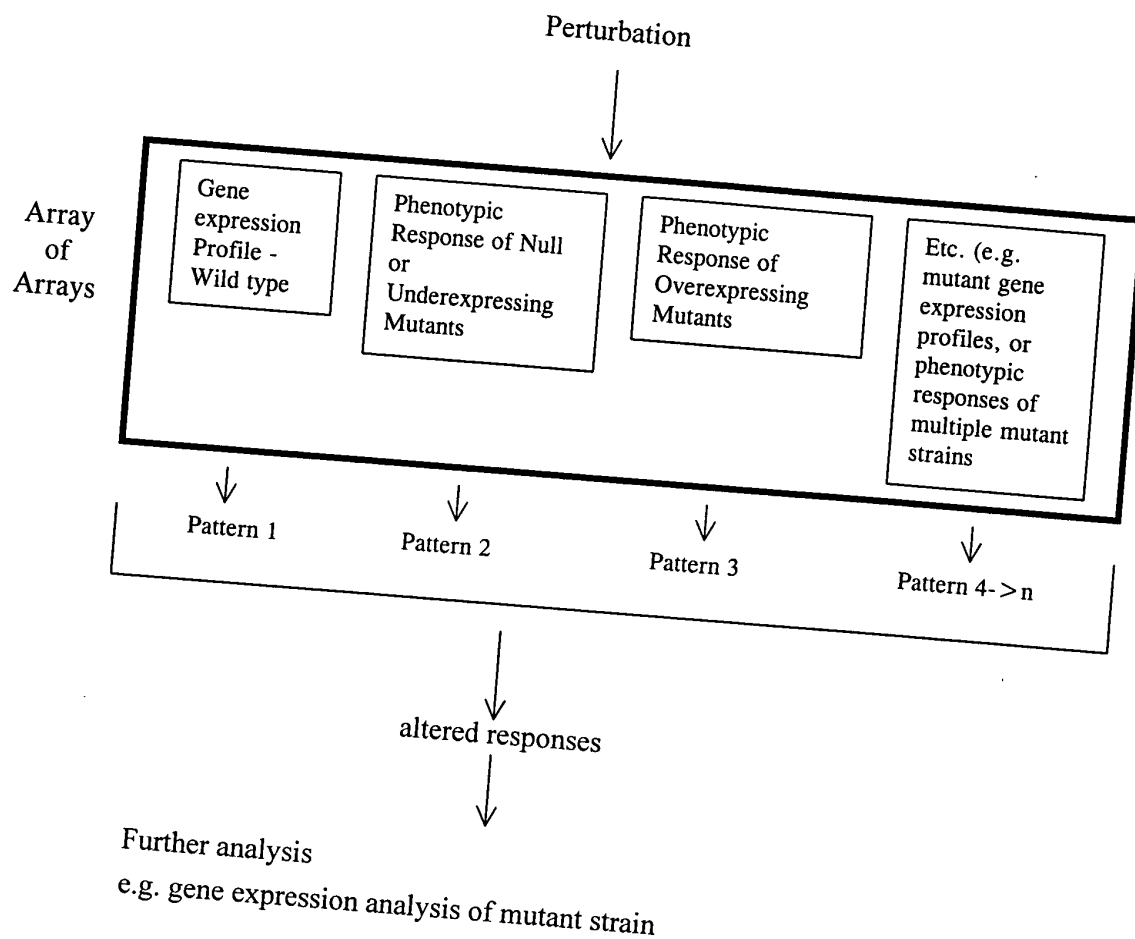 Perturbation
Array
of
Arrays
Gene
expression
Profile -
Wild type
Phenotypic
Response of Null
or
Underexpressing
Mutants
Phenotypic
Response of
Overexpressing
Mutants
Etc. (e.g.
mutant gene
expression
profiles, or
phenotypic
responses of
multiple mutant
strains
Pattern 1
Pattern 2
Pattern 3
Pattern 4->n
altered responses
Further analysis
e.g. gene expression analysis of mutant strain